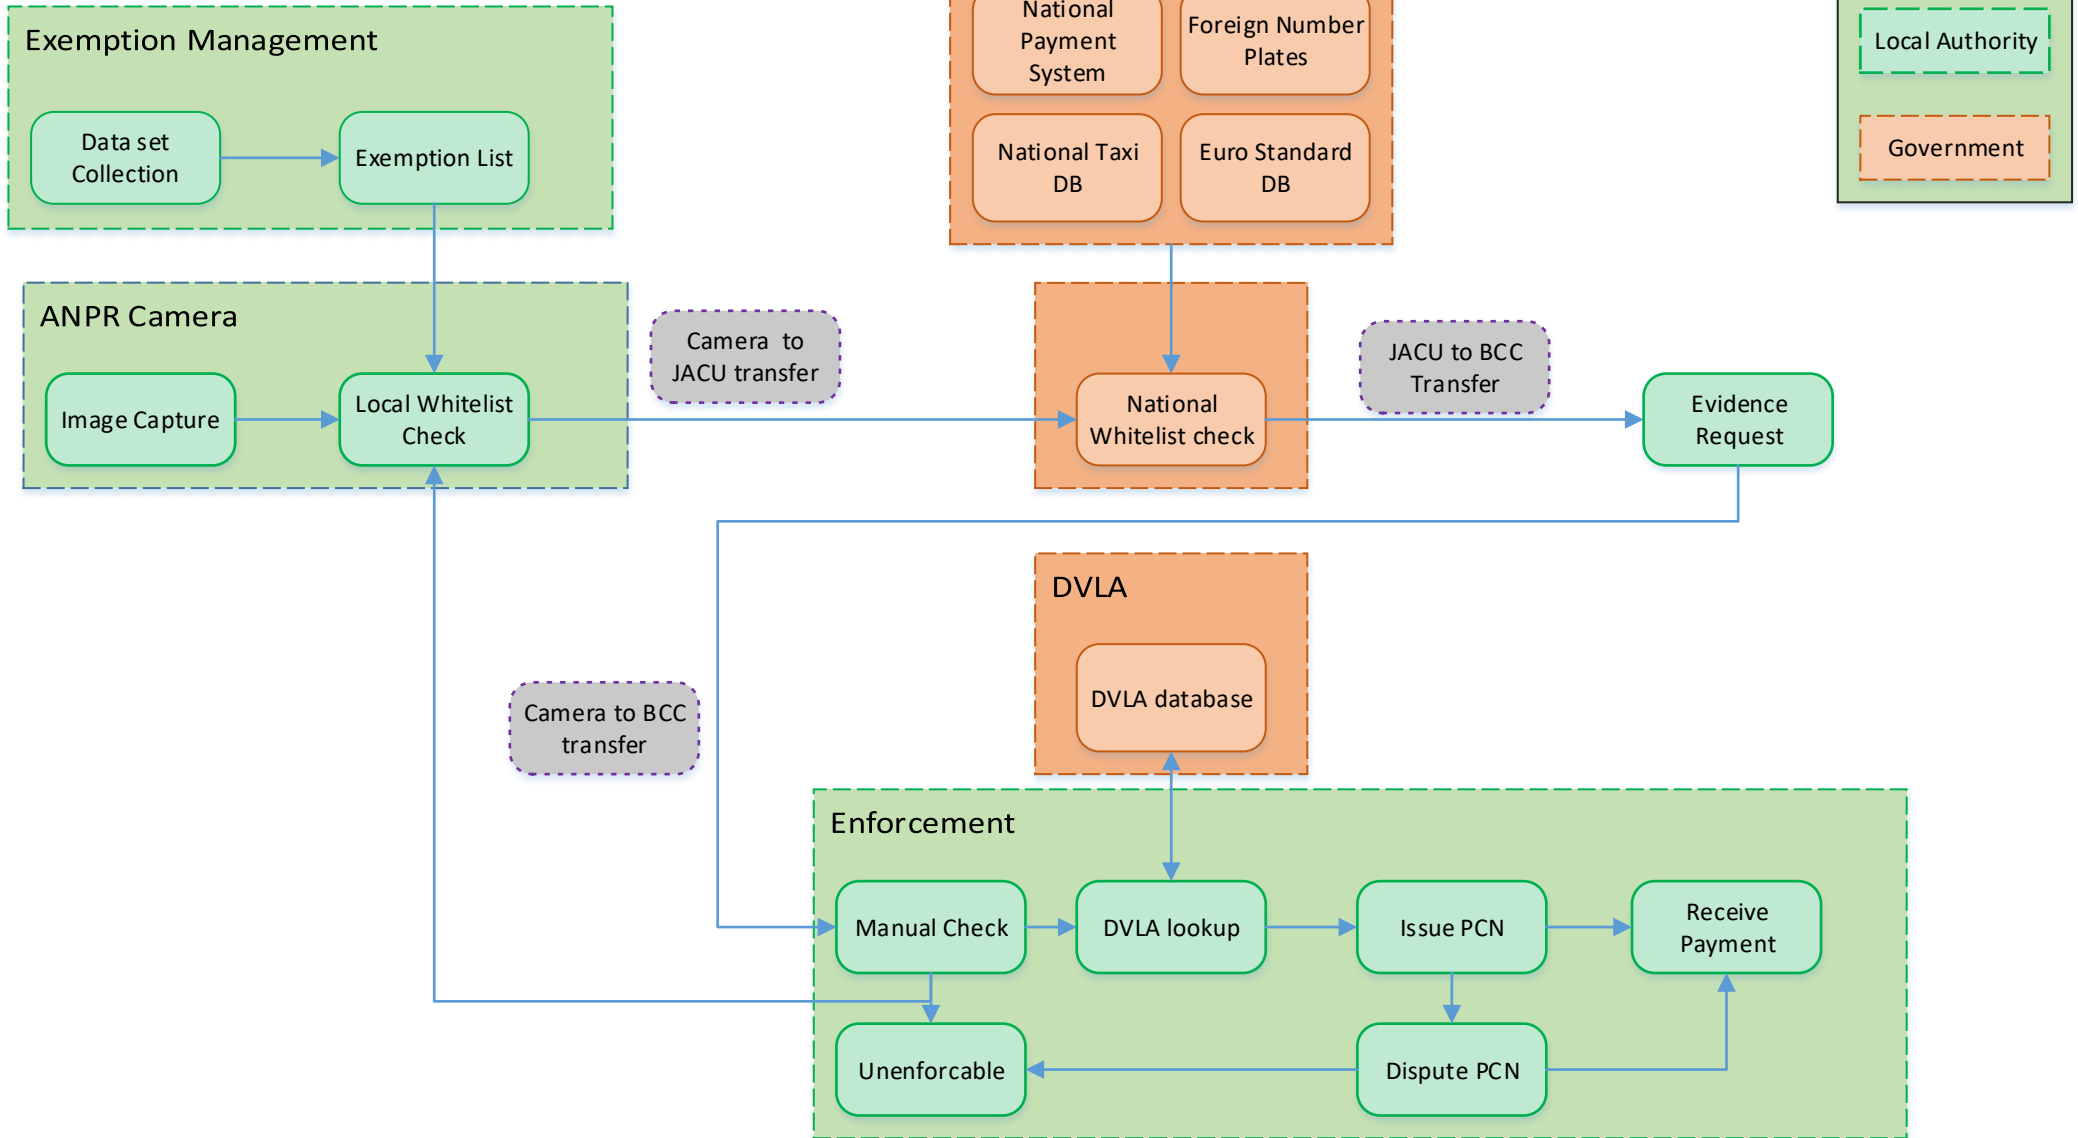 Exemption Management
Data set
Collection
Exemption List
National
Payment
System
Foreign Number
Plates
National Taxi
DB
Euro Standard
DB
Local Authority
Government
ANPR Camera
Image Capture
Local Whitelist
Check
Camera to
JACU transfer
National
Whitelist check
JACU to BCC
Transfer
Evidence
Request
DVLA
DVLA database
Camera to BCC
transfer
Enforcement
Manual Check
DVLA lookup
Issue PCN
Receive
Payment
Unenforcable
Dispute PCN